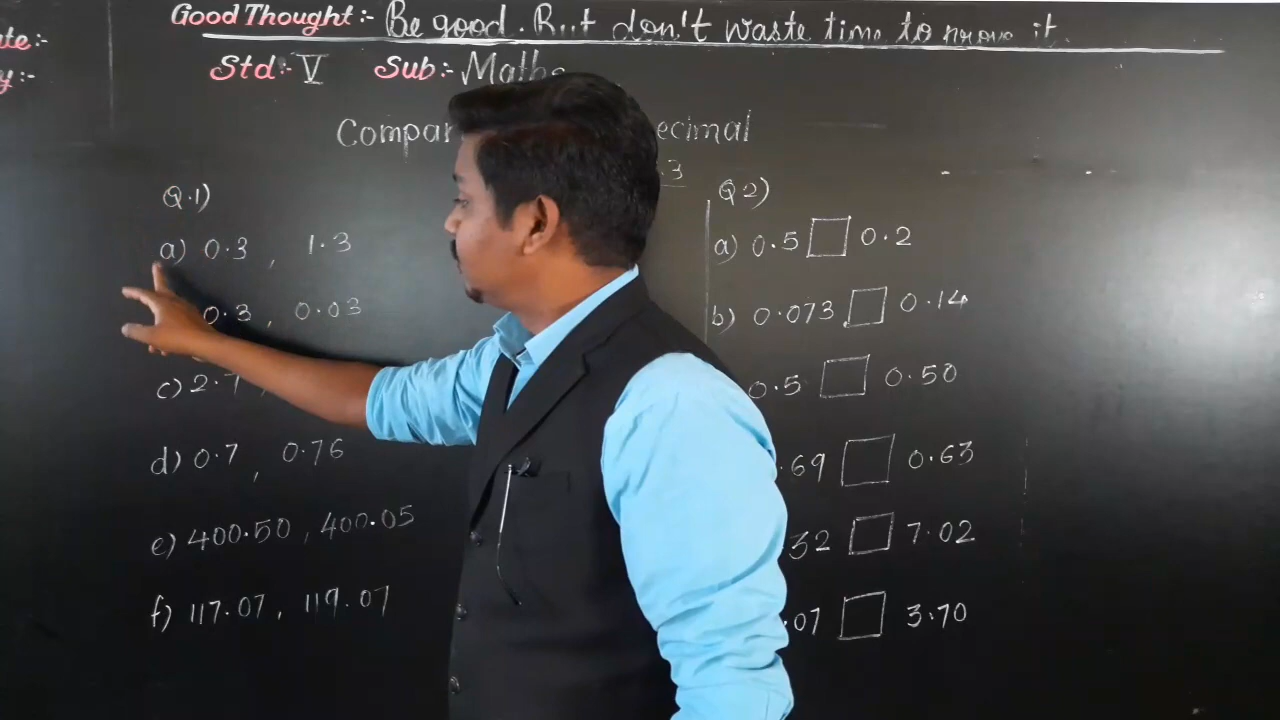 Good Thought:- Be good. But don't waste time to prove it.
te:-
y:-
Std:- V Sub:- Maths
Compar ecimal
.3
Q.1)
a) 0.3 , 1.3
0.3 , 0.03
c) 2.7 ,
d) 0.7 , 0.76
e) 400.50 , 400.05
f) 117.07 , 119.07
Q 2)
a) 0.5 □ 0.2
b) 0.073 □ 0.14
0.5 □ 0.50
.69 □ 0.63
32 □ 7.02
.07 □ 3.70